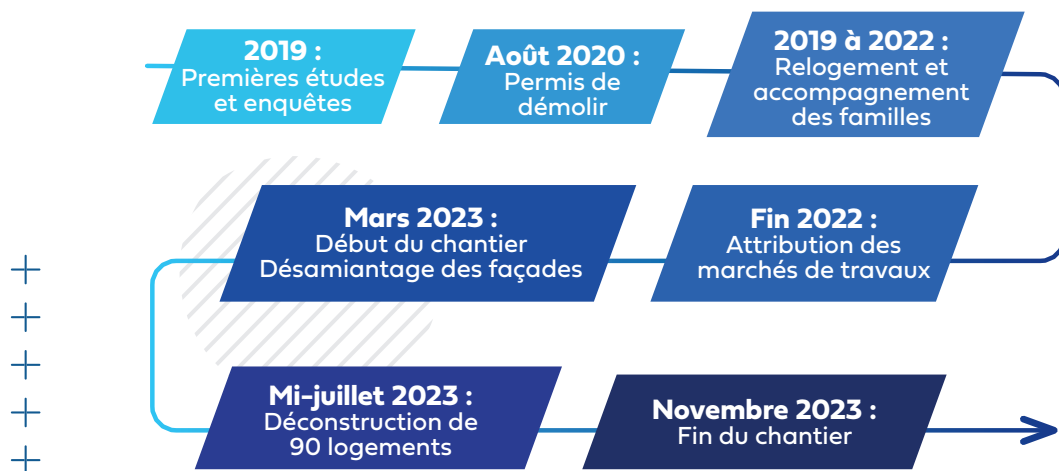 2019 :
Premières études
et enquêtes
Août 2020 :
Permis de
démolir
2019 à 2022 :
Relogement et
accompagnement
des familles
Fin 2022 :
Attribution des
marchés de travaux
Mars 2023 :
Début du chantier
Désamiantage des façades
Mi-juillet 2023 :
Déconstruction de
90 logements
Novembre 2023 :
Fin du chantier